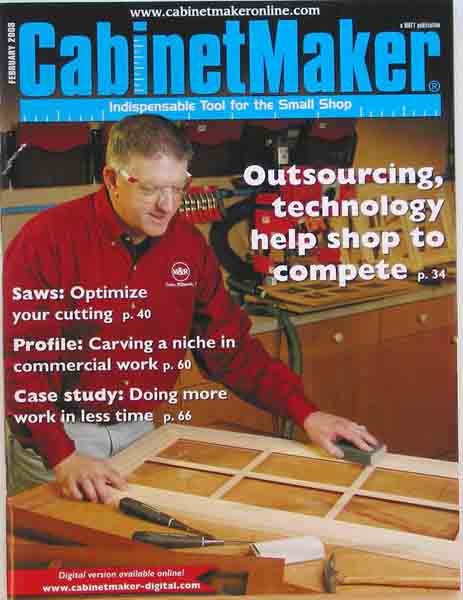 www.cabinetmakeronline.com
FEBRUARY 2008
a WATT publication
CabinetMaker®
Indispensable Tool for the Small Shop
Outsourcing,
technology
help shop to
compete p. 34
M&R
Saws: Optimize
your cutting p. 40
Profile: Carving a niche in
commercial work p. 60
Case study: Doing more
work in less time p. 66
Digital version available online!
www.cabinetmaker-digital.com